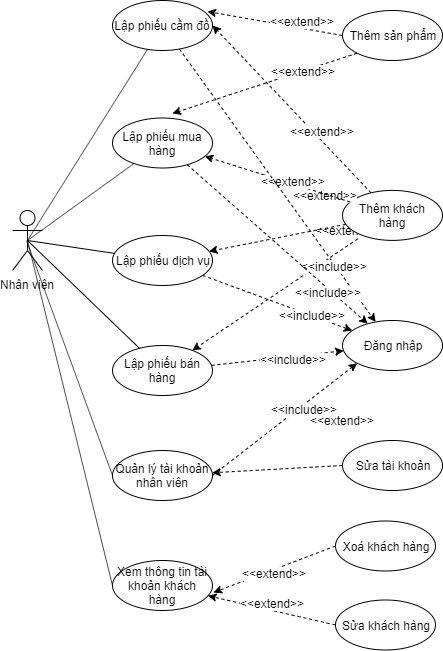 Lập phiếu cầm đồ
<<extend>>
Thêm sản phẩm
<<extend>>
Lập phiếu mua
hàng
<<extend>>
<<extend>>
<<extend>>
Thêm khách
hàng
<<exte
Nhân viên
Lập phiếu dịch vụ
<<include>>
<<include>>
<<include>>
Đăng nhập
Lập phiếu bán
hàng
<<include>>
<<include>>
<<extend>>
Quản lý tài khoản
nhân viên
Sửa tài khoản
Xoá khách hàng
Xem thông tin tài
khoản khách
hàng
<<extend>>
<<extend>>
Sửa khách hàng